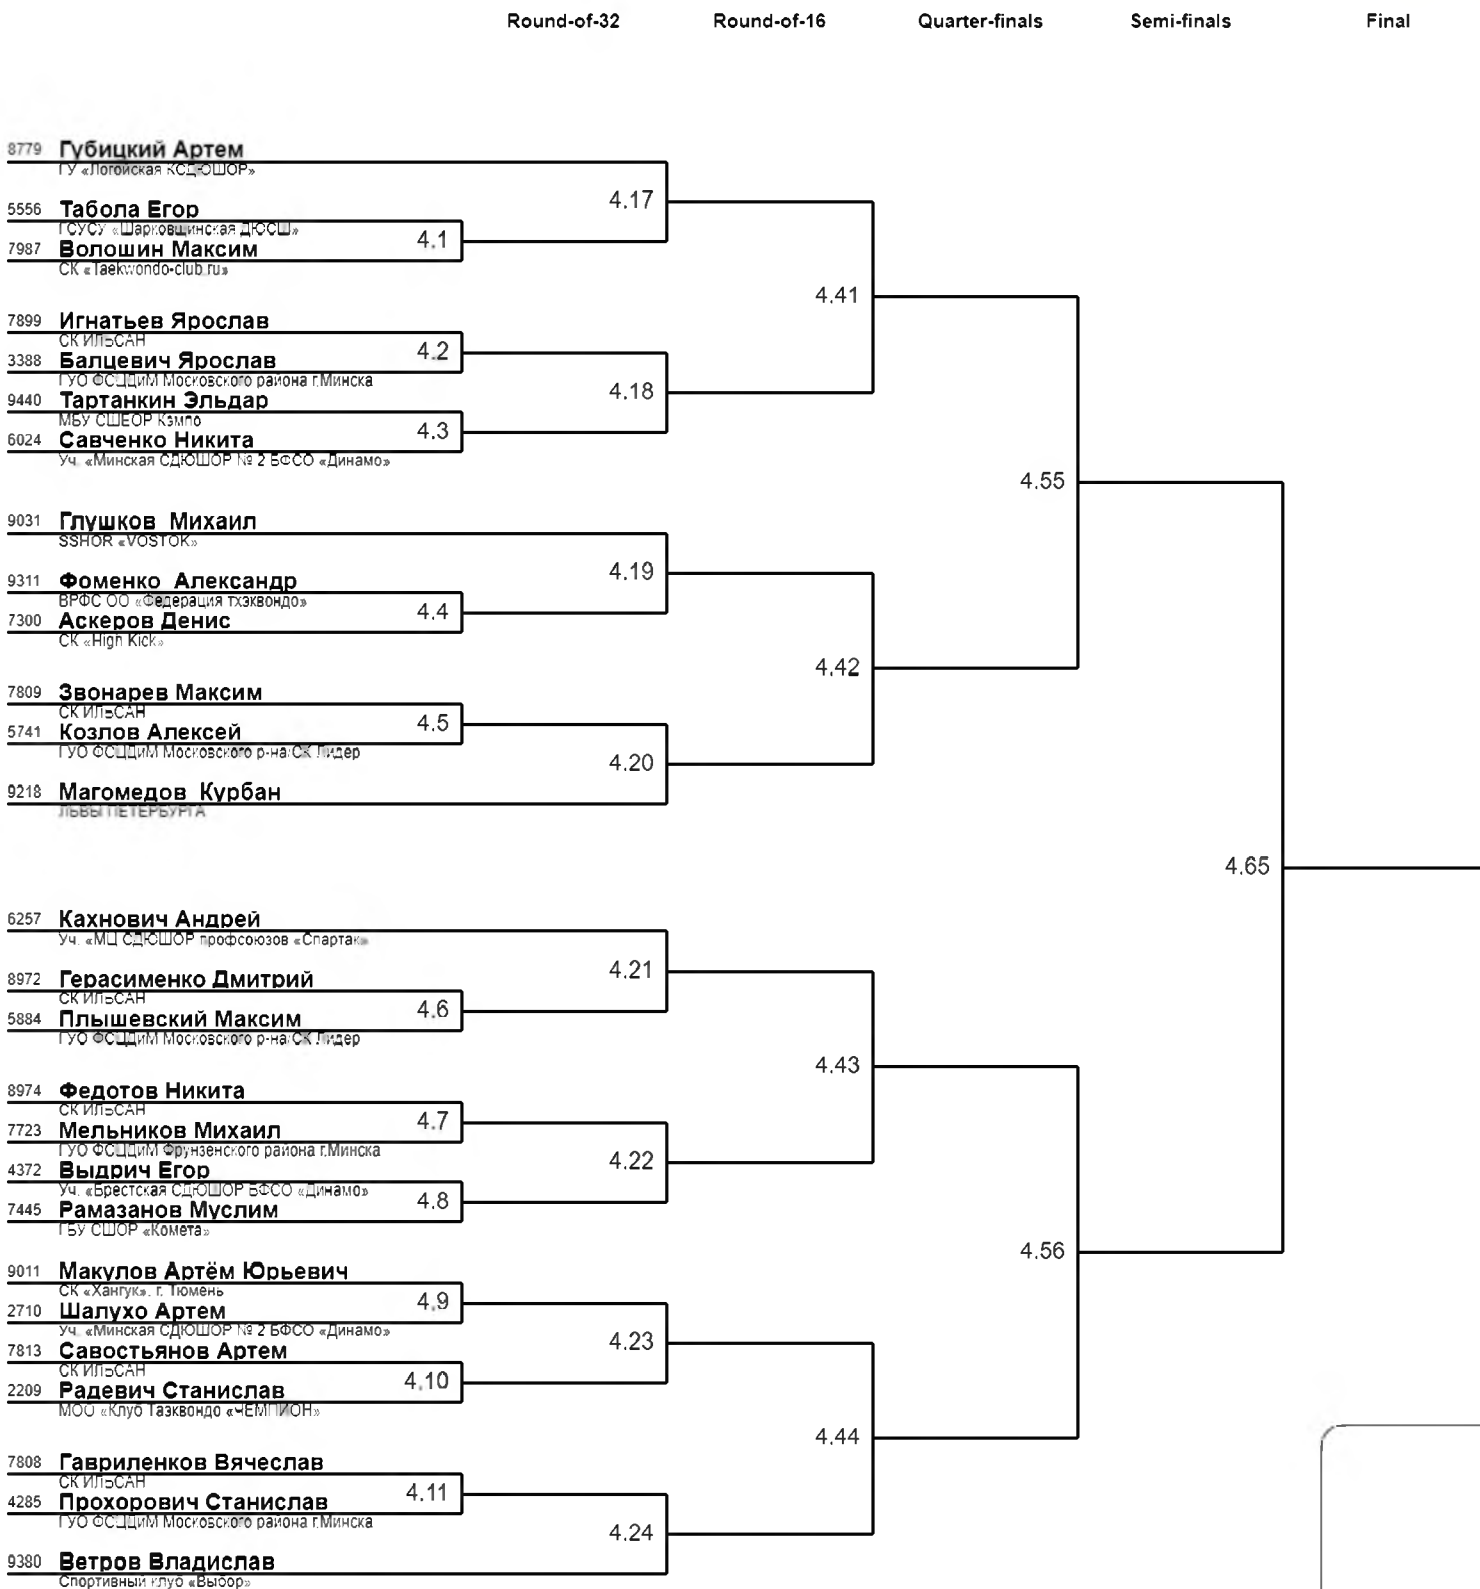 Round-of-32 Round-of-16 Quarter-finals Semi-finals Final
8779 Губицкий Артем
ГУ «Логойская КСДЮШОР»
4.17
5556 Табола Егор
ГСУСУ «Шарковщинская ДЮСШ»
4.1
7987 Волошин Максим
СК «Taekwondo-club.ru»
4.41
7899 Игнатьев Ярослав
СК ИЛЬСАН
4.2
3388 Балцевич Ярослав
ГУО ФСЦДиМ Московского района г.Минска
4.18
9440 Тартанкин Эльдар
МБУ СШЕОР Кэмпо
4.3
6024 Савченко Никита
Уч. «Минская СДЮШОР № 2 БФСО «Динамо»
4.55
9031 Глушков Михаил
SSHOR «VOSTOK»
4.19
9311 Фоменко Александр
ВРФС ОО «Федерация тхэквондо»
4.4
7300 Аскеров Денис
СК «High Kick»
4.42
7809 Звонарев Максим
СК ИЛЬСАН
4.5
5741 Козлов Алексей
ГУО ФСЦДиМ Московского р-на/СК Лидер
4.20
9218 Магомедов Курбан
ЛЬВЫ ПЕТЕРБУРГА
4.65
6257 Кахнович Андрей
Уч. «МЦ СДЮШОР профсоюзов «Спартак»
4.21
8972 Герасименко Дмитрий
СК ИЛЬСАН
4.6
5884 Плышевский Максим
ГУО ФСЦДиМ Московского р-на/СК Лидер
4.43
8974 Федотов Никита
СК ИЛЬСАН
4.7
7723 Мельников Михаил
ГУО ФСЦДиМ Фрунзенского района г.Минска
4.22
4372 Выдрич Егор
Уч. «Брестская СДЮШОР БФСО «Динамо»
4.8
7445 Рамазанов Муслим
ГБУ СШОР «Комета»
4.56
9011 Макулов Артём Юрьевич
СК «Хангук», г. Тюмень
4.9
2710 Шалухо Артем
Уч. «Минская СДЮШОР № 2 БФСО «Динамо»
4.23
7813 Савостьянов Артем
СК ИЛЬСАН
4.10
2209 Радевич Станислав
МОО «Клуб Таэквондо «ЧЕМПИОН»
4.44
7808 Гавриленков Вячеслав
СК ИЛЬСАН
4.11
4285 Прохорович Станислав
ГУО ФСЦДиМ Московского района г.Минска
4.24
9380 Ветров Владислав
Спортивный клуб «Выбор»